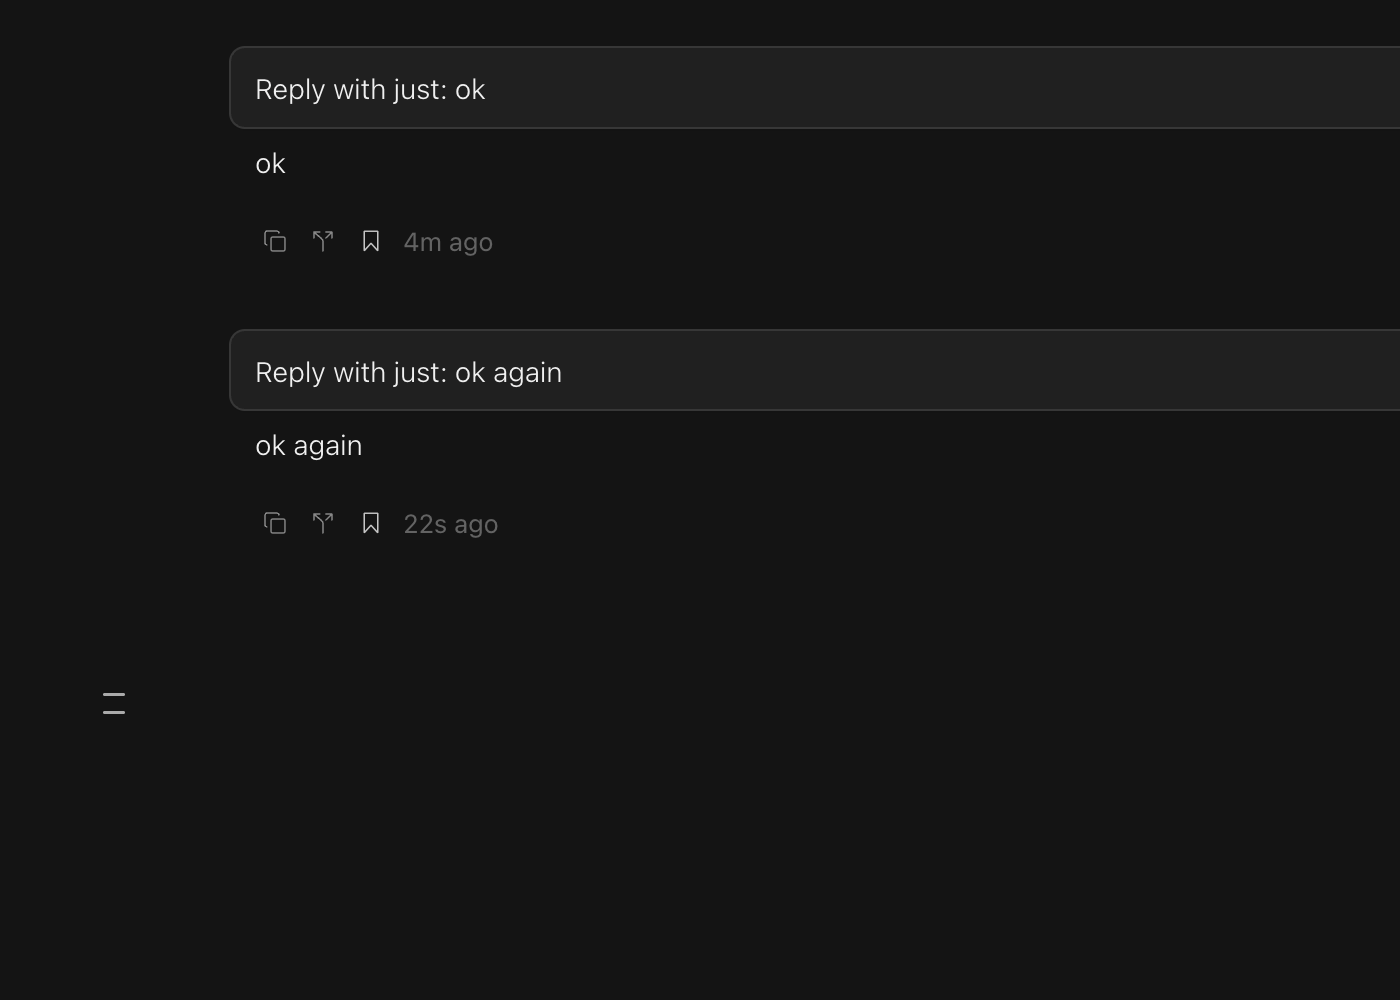 Reply with just: ok
ok
4m ago
Reply with just: ok again
ok again
22s ago